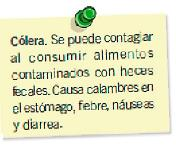 Cólera. Se puede contagiar
al consumir alimentos
contaminados con heces
fecales. Causa calambres en
el estómago, fiebre, náuseas
y diarrea.